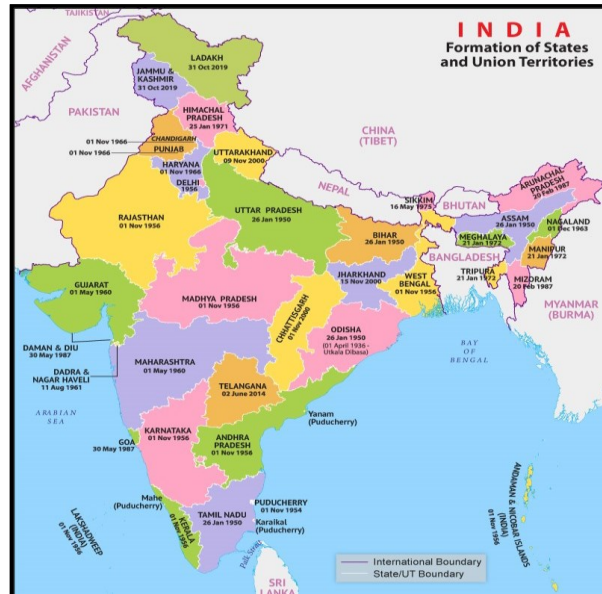 INDIA
Formation of States
and Union Territories
TAJIKISTAN
AFGHANISTAN
PAKISTAN
LADAKH
31 Oct 2019
JAMMU &
KASHMIR
31 Oct 2019
HIMACHAL
PRADESH
25 Jan 1971
CHINA
(TIBET)
01 Nov 1966
CHANDIGARH
01 Nov 1966
PUNJAB
UTTARAKHAND
09 Nov 2000
HARYANA
01 Nov 1966
DELHI
1956
NEPAL
SIKKIM
16 May 1975
BHUTAN
ARUNACHAL
PRADESH
20 Feb 1987
RAJASTHAN
01 Nov 1956
UTTAR PRADESH
26 Jan 1950
BIHAR
26 Jan 1950
ASSAM
26 Jan 1950
NAGALAND
01 Dec 1963
MEGHALAYA
21 Jan 1972
MANIPUR
21 Jan 1972
BANGLADESH
TRIPURA
21 Jan 1972
MIZORAM
20 Feb 1987
GUJARAT
01 May 1960
MADHYA PRADESH
01 Nov 1956
JHARKHAND
15 Nov 2000
WEST
BENGAL
01 Nov 1956
CHHATTISGARH
01 Nov 2000
MYANMAR
(BURMA)
DAMAN & DIU
30 May 1987
DADRA &
NAGAR HAVELI
11 Aug 1961
MAHARASHTRA
01 May 1960
ODISHA
26 Jan 1950
(01 April 1936 -
Utkala Dibasa)
BAY
OF
BENGAL
TELANGANA
02 June 2014
ARABIAN
SEA
Yanam
(Puducherry)
KARNATAKA
01 Nov 1956
GOA
30 May 1987
ANDHRA
PRADESH
01 Nov 1956
Mahe
(Puducherry)
PUDUCHERRY
01 Nov 1954
KERALA
01 Nov 1956
TAMIL NADU
26 Jan 1950
Karaikal
(Puducherry)
LAKSHADWEEP
(INDIA)
01 Nov 1956
ANDAMAN & NICOBAR ISLANDS
(INDIA)
01 Nov 1956
Palk Strait
SRI
LANKA
International Boundary
State/UT Boundary